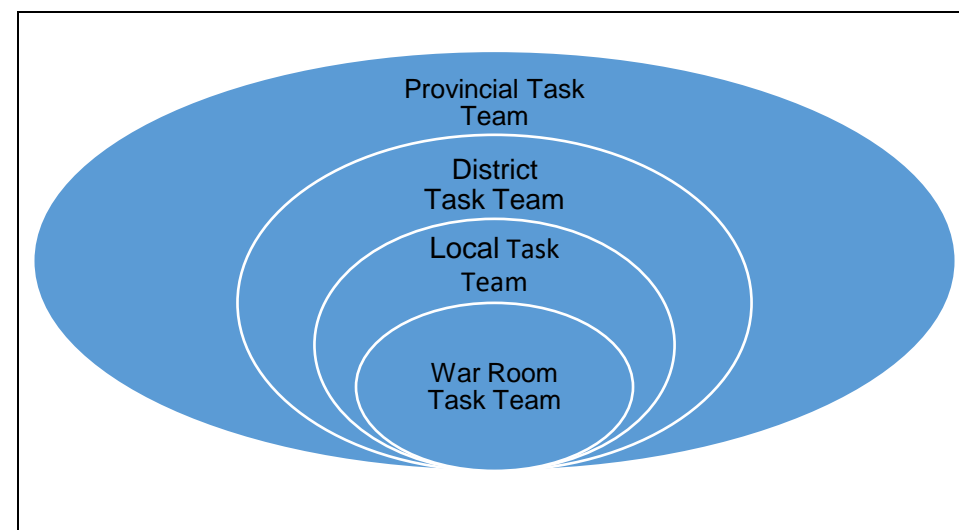 Provincial Task
Team
District
Task Team
Local Task
Team
War Room
Task Team